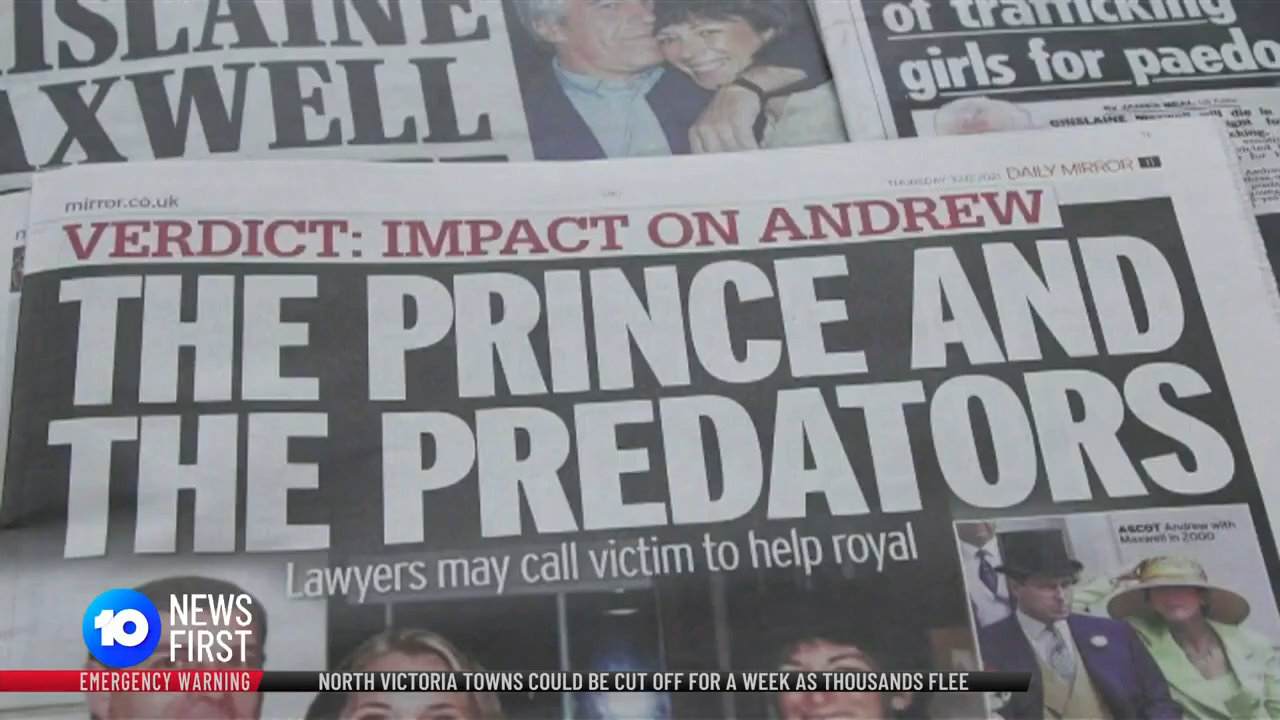 ISLAINE
AXWELL
of trafficking
girls for paedo
mirror.co.uk
DAILY MIRROR 11
VERDICT: IMPACT ON ANDREW
THE PRINCE AND
THE PREDATORS
Lawyers may call victim to help royal
ASCOT Andrew with
Maxwell in 2000
10 NEWS
FIRST
EMERGENCY WARNING NORTH VICTORIA TOWNS COULD BE CUT OFF FOR A WEEK AS THOUSANDS FLEE